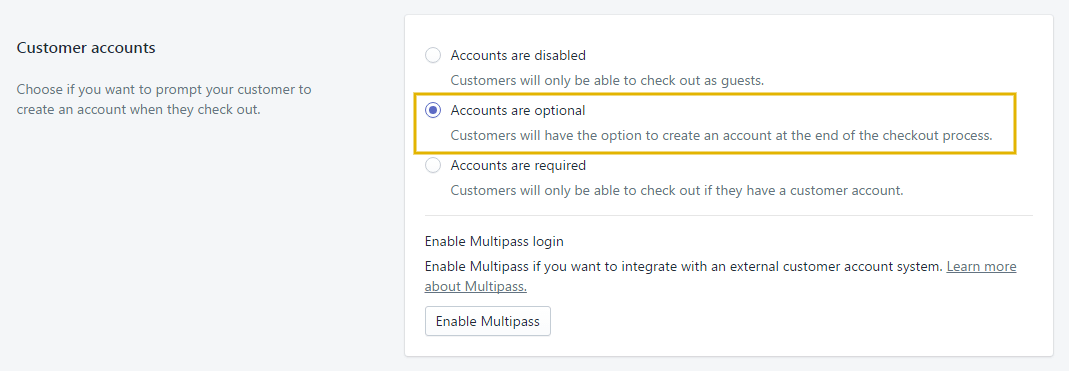 Customer accounts
Choose if you want to prompt your customer to
create an account when they check out.
Accounts are disabled
Customers will only be able to check out as guests.
Accounts are optional
Customers will have the option to create an account at the end of the checkout process.
Accounts are required
Customers will only be able to check out if they have a customer account.
Enable Multipass login
Enable Multipass if you want to integrate with an external customer account system. Learn more
about Multipass.
Enable Multipass